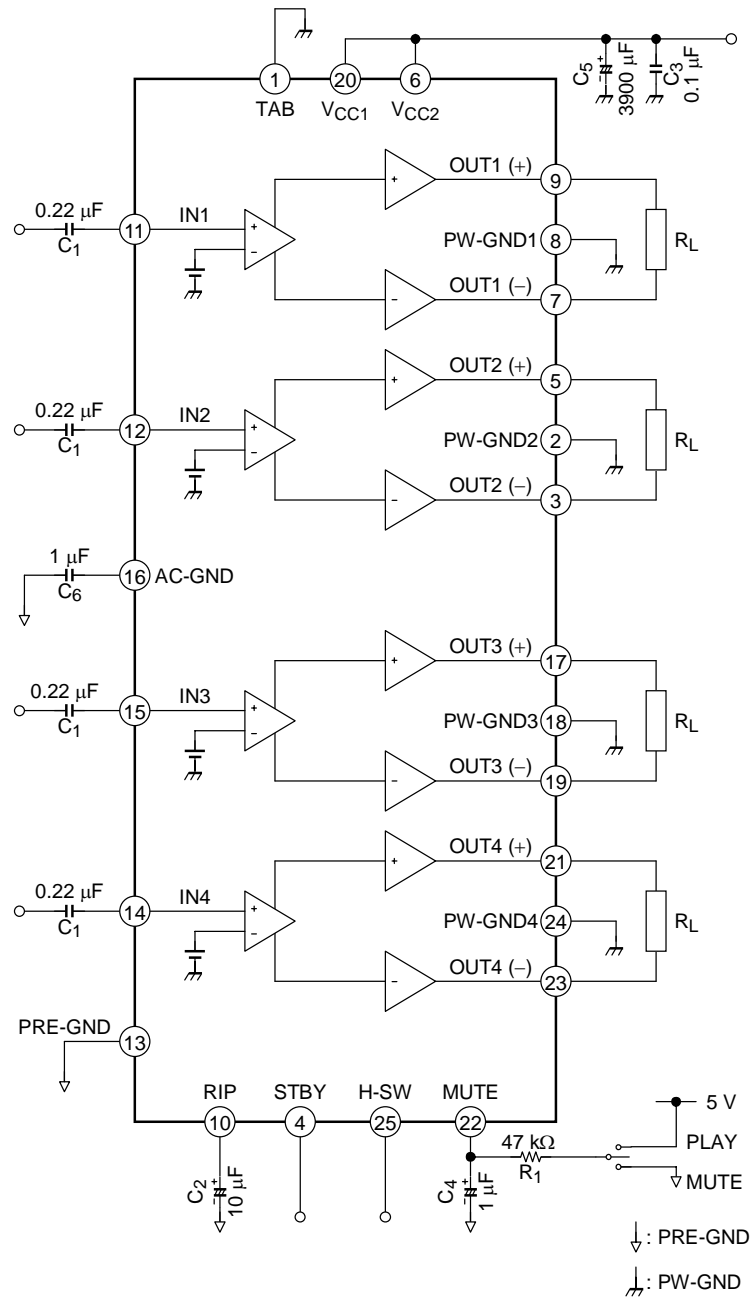 1
TAB
20
VCC1
6
VCC2
C5
3900 µF
C3
0.1 µF
0.22 µF
C1
11
IN1
OUT1 (+)
9
PW-GND1
8
RL
OUT1 (−)
7
0.22 µF
C1
12
IN2
OUT2 (+)
5
PW-GND2
2
RL
OUT2 (−)
3
1 µF
C6
16
AC-GND
0.22 µF
C1
15
IN3
OUT3 (+)
17
PW-GND3
18
RL
OUT3 (−)
19
0.22 µF
C1
14
IN4
OUT4 (+)
21
PW-GND4
24
RL
OUT4 (−)
23
PRE-GND
13
RIP
10
STBY
4
H-SW
25
MUTE
22
C2
10 µF
C4
1 µF
47 kΩ
R1
5 V
PLAY
MUTE
: PRE-GND
: PW-GND